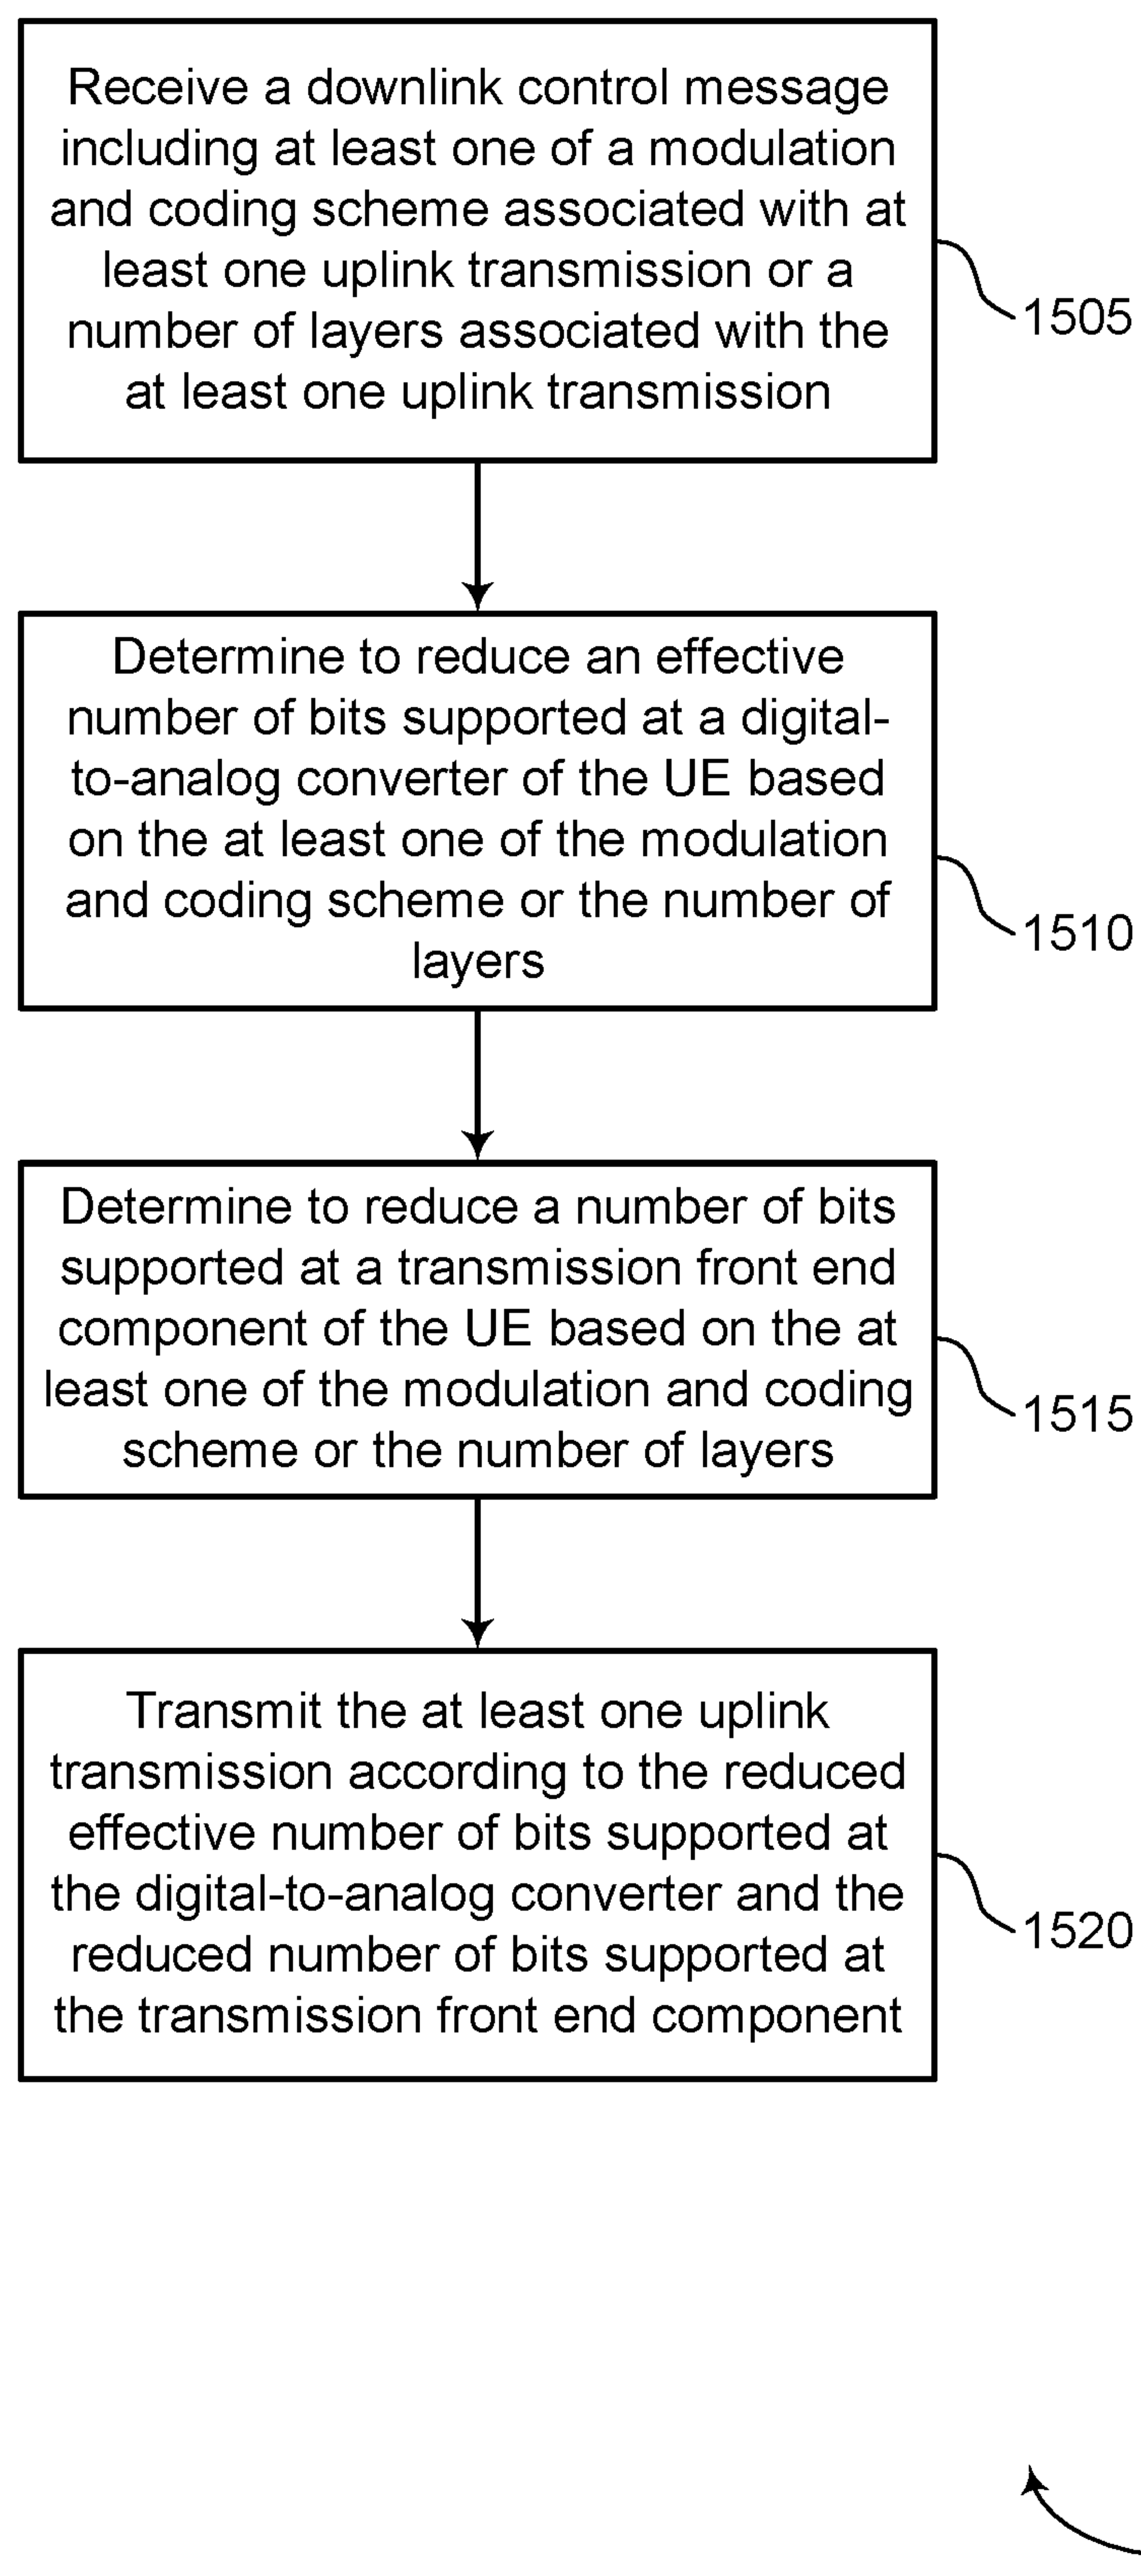 Receive a downlink control message
including at least one of a modulation
and coding scheme associated with at
least one uplink transmission or a
number of layers associated with the
at least one uplink transmission
1505
Determine to reduce an effective
number of bits supported at a digital-
to-analog converter of the UE based
on the at least one of the modulation
and coding scheme or the number of
layers
1510
Determine to reduce a number of bits
supported at a transmission front end
component of the UE based on the at
least one of the modulation and coding
scheme or the number of layers
1515
Transmit the at least one uplink
transmission according to the reduced
effective number of bits supported at
the digital-to-analog converter and the
reduced number of bits supported at
the transmission front end component
1520